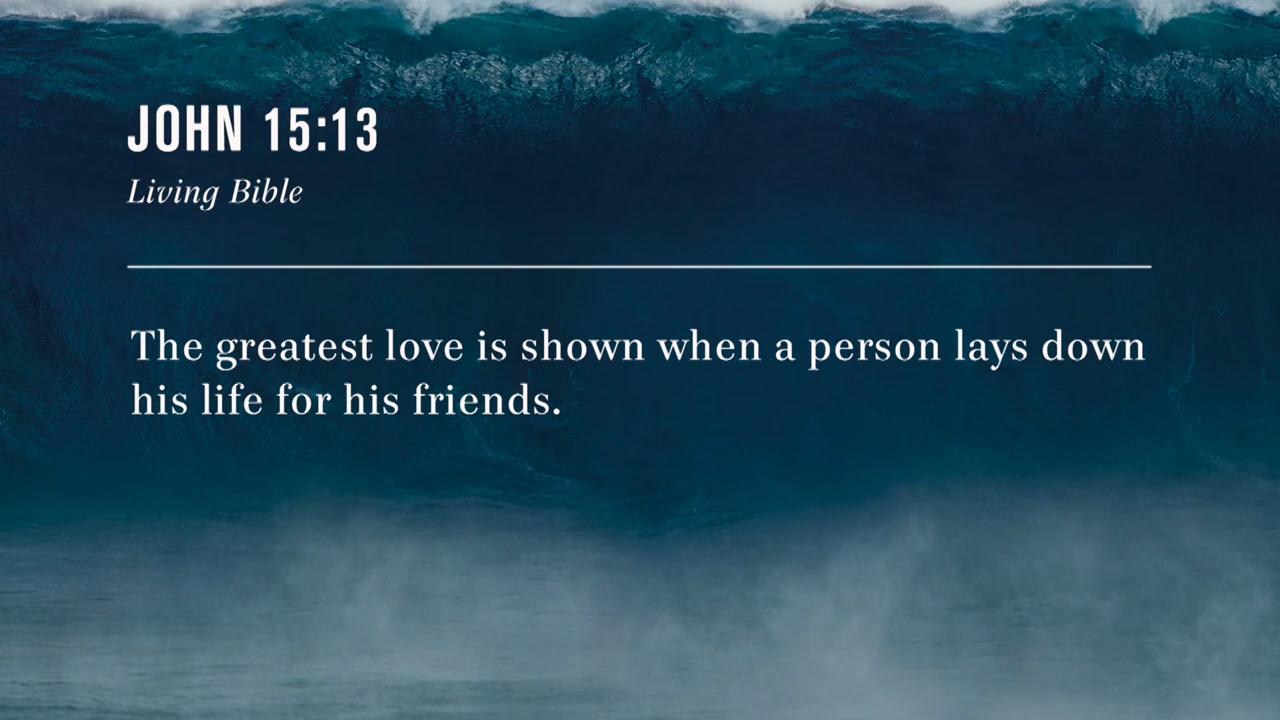 JOHN 15:13
Living Bible
The greatest love is shown when a person lays down
his life for his friends.